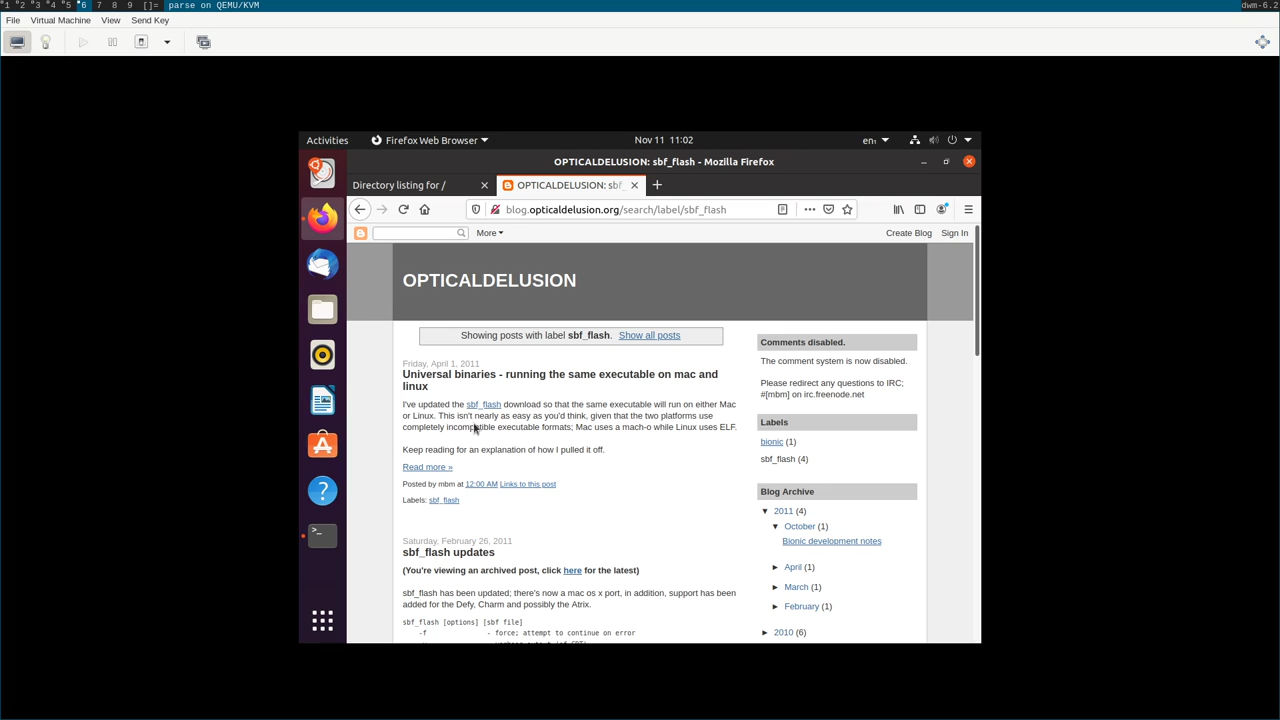 1 2 3 4 5 6 7 8 9 []= parse on QEMU/KVM dwm-6.2
File Virtual Machine View Send Key
Activities Firefox Web Browser Nov 11 11:02 en₁
OPTICALDELUSION: sbf_flash - Mozilla Firefox
Directory listing for / OPTICALDELUSION: sbf_
blog.opticaldelusion.org/search/label/sbf_flash
More Create Blog Sign In
OPTICALDELUSION
Showing posts with label sbf_flash. Show all posts
Friday, April 1, 2011
Universal binaries - running the same executable on mac and
linux
I've updated the sbf_flash download so that the same executable will run on either Mac
or Linux. This isn't nearly as easy as you'd think, given that the two platforms use
completely incompatible executable formats; Mac uses a mach-o while Linux uses ELF.
Keep reading for an explanation of how I pulled it off.
Read more »
Posted by mbm at 12:00 AM Links to this post
Labels: sbf_flash
Saturday, February 26, 2011
sbf_flash updates
(You're viewing an archived post, click here for the latest)
sbf_flash has been updated; there's now a mac os x port, in addition, support has been
added for the Defy, Charm and possibly the Atrix.
sbf_flash [options] [sbf file]
-f - force; attempt to continue on error
Comments disabled.
The comment system is now disabled.
Please redirect any questions to IRC;
#[mbm] on irc.freenode.net
Labels
bionic (1)
sbf_flash (4)
Blog Archive
▼ 2011 (4)
▼ October (1)
Bionic development notes
► April (1)
► March (1)
► February (1)
► 2010 (6)